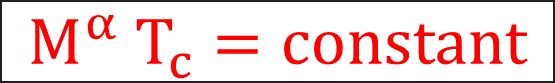 M^α T_c = constant